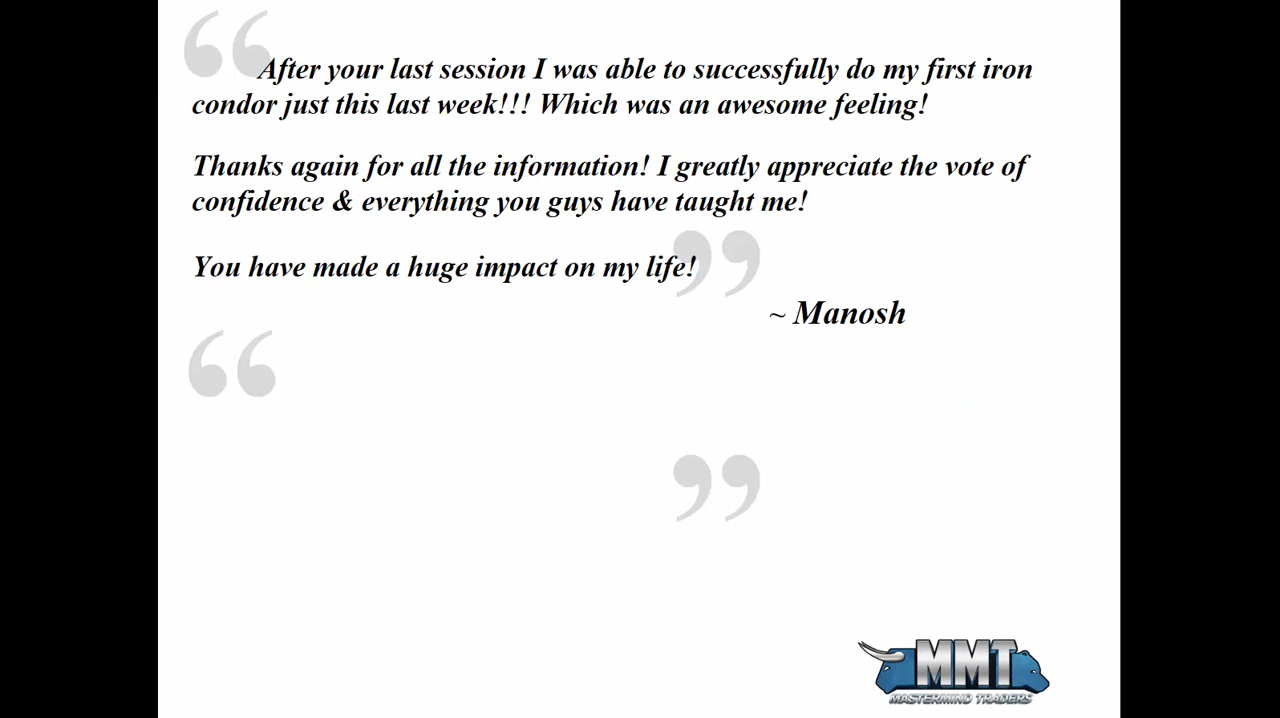 After your last session I was able to successfully do my first iron
condor just this last week!!! Which was an awesome feeling!
Thanks again for all the information! I greatly appreciate the vote of
confidence & everything you guys have taught me!
You have made a huge impact on my life!
~ Manosh
MMT
MASTERMIND TRADERS